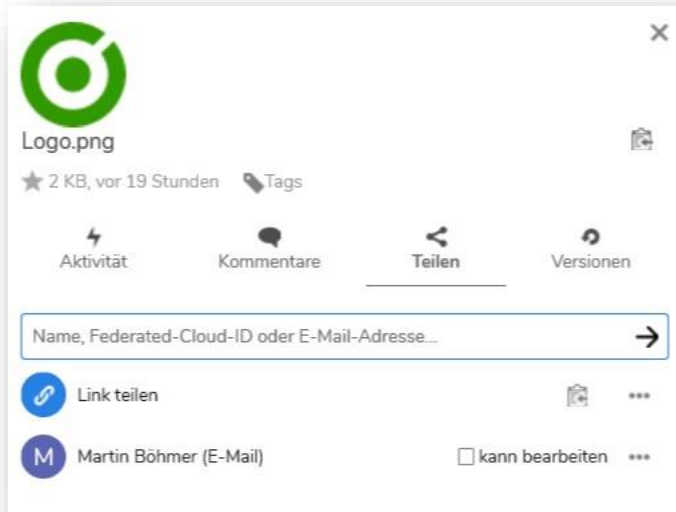 Logo.png
2 KB, vor 19 Stunden Tags
Aktivität Kommentare Teilen Versionen
Name, Federated-Cloud-ID oder E-Mail-Adresse...
Link teilen
M Martin Böhmer (E-Mail) kann bearbeiten